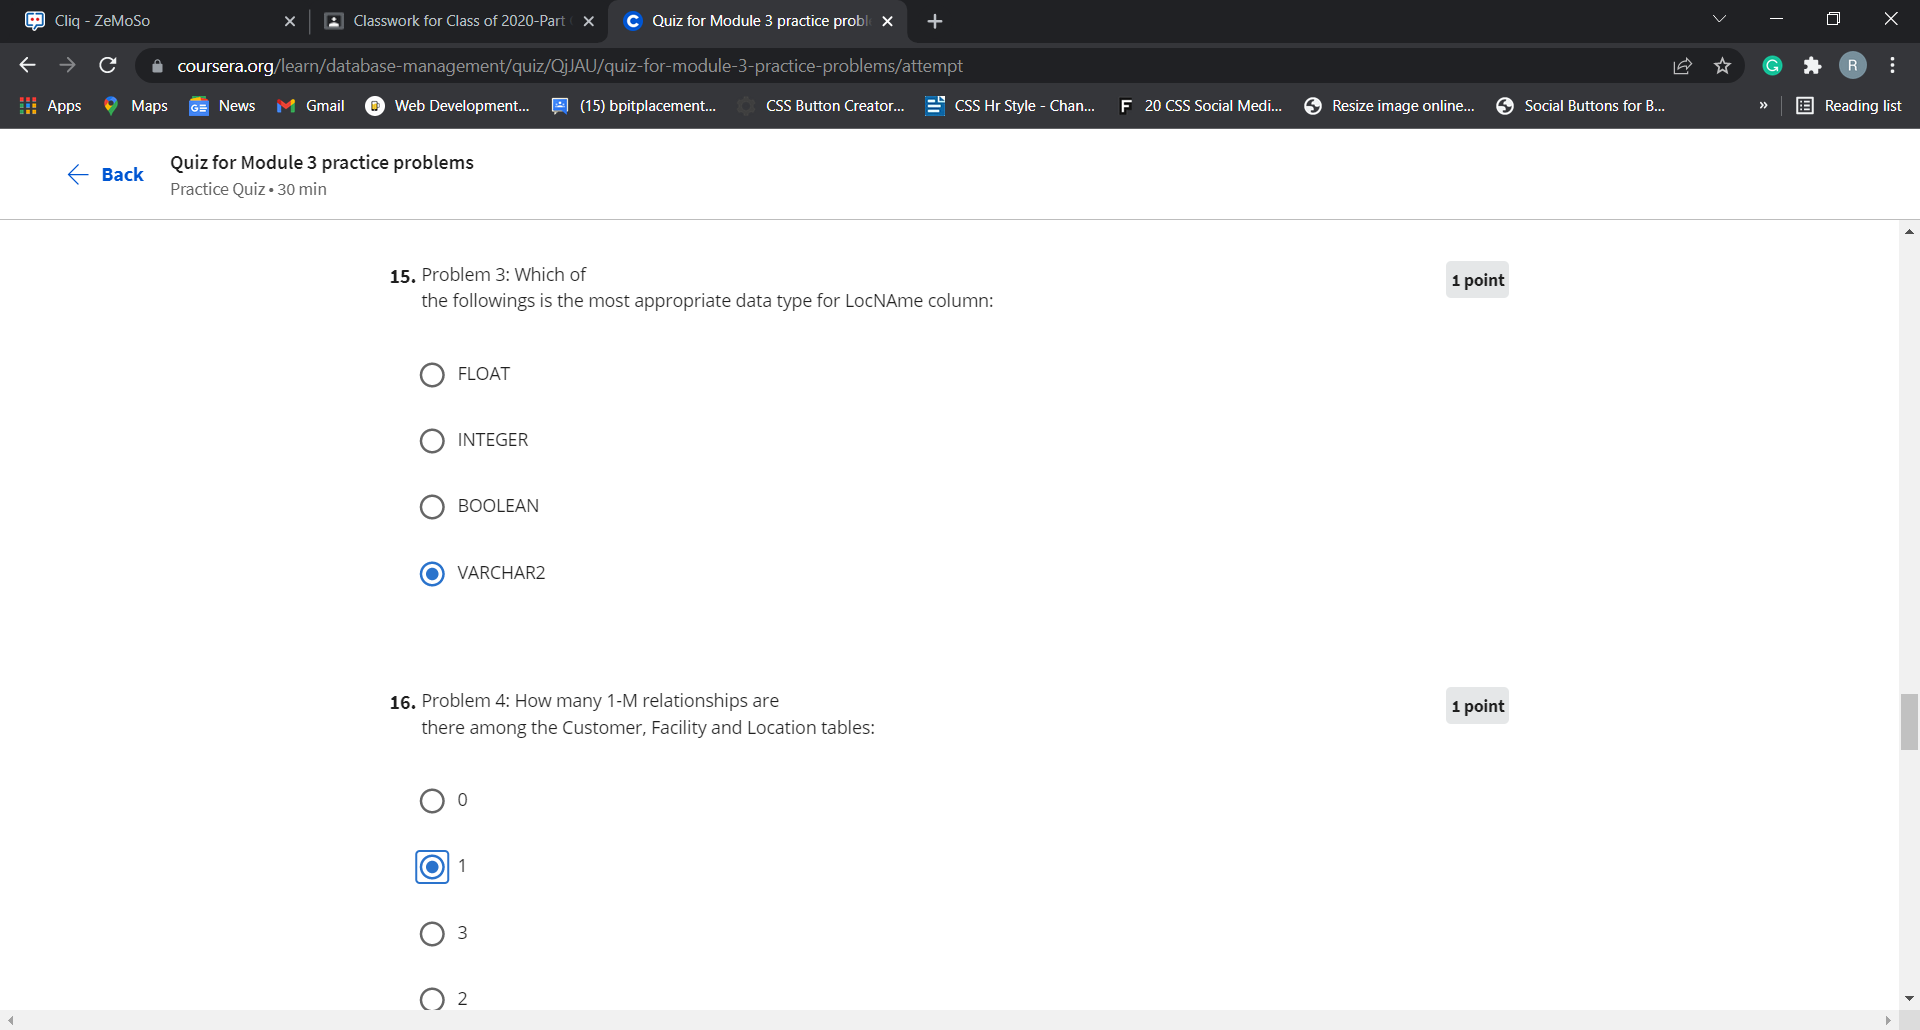 Cliq - ZeMoSo
Classwork for Class of 2020-Part
Quiz for Module 3 practice probl
coursera.org/learn/database-management/quiz/QjJAU/quiz-for-module-3-practice-problems/attempt
G
R
Apps
Maps
News
Gmail
Web Development...
(15) bpitplacement...
CSS Button Creator...
CSS Hr Style - Chan...
20 CSS Social Medi...
Resize image online...
Social Buttons for B...
»
Reading list
Back
Quiz for Module 3 practice problems
Practice Quiz • 30 min
15. Problem 3: Which of
the followings is the most appropriate data type for LocNAme column:
1 point
FLOAT
INTEGER
BOOLEAN
VARCHAR2
16. Problem 4: How many 1-M relationships are
there among the Customer, Facility and Location tables:
1 point
0
1
3
2